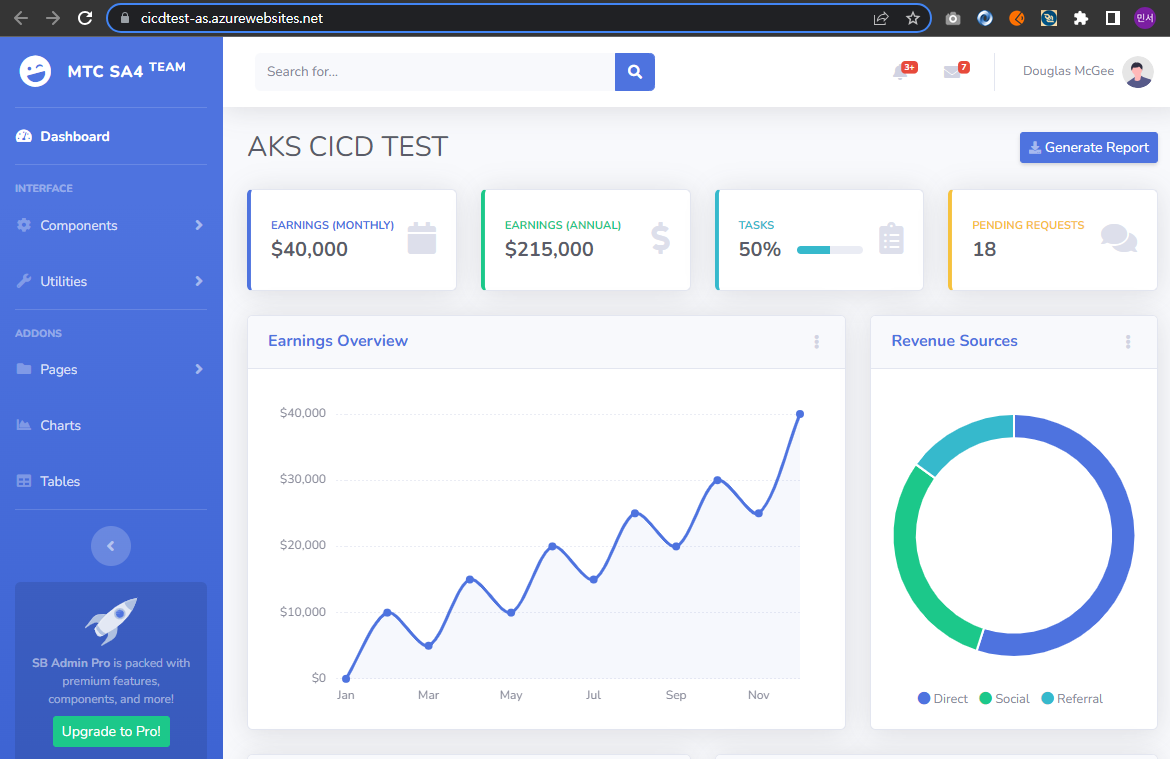 cicdtest-as.azurewebsites.net
민서
MTC SA4 TEAM
Search for...
3+
7
Douglas McGee
Dashboard
INTERFACE
Components
Utilities
ADDONS
Pages
Charts
Tables
SB Admin Pro is packed with
premium features,
components, and more!
Upgrade to Pro!
AKS CICD TEST
Generate Report
EARNINGS (MONTHLY)
$40,000
EARNINGS (ANNUAL)
$215,000
TASKS
50%
PENDING REQUESTS
18
Earnings Overview
$40,000
$30,000
$20,000
$10,000
$0
Jan Mar May Jul Sep Nov
Revenue Sources
Direct Social Referral